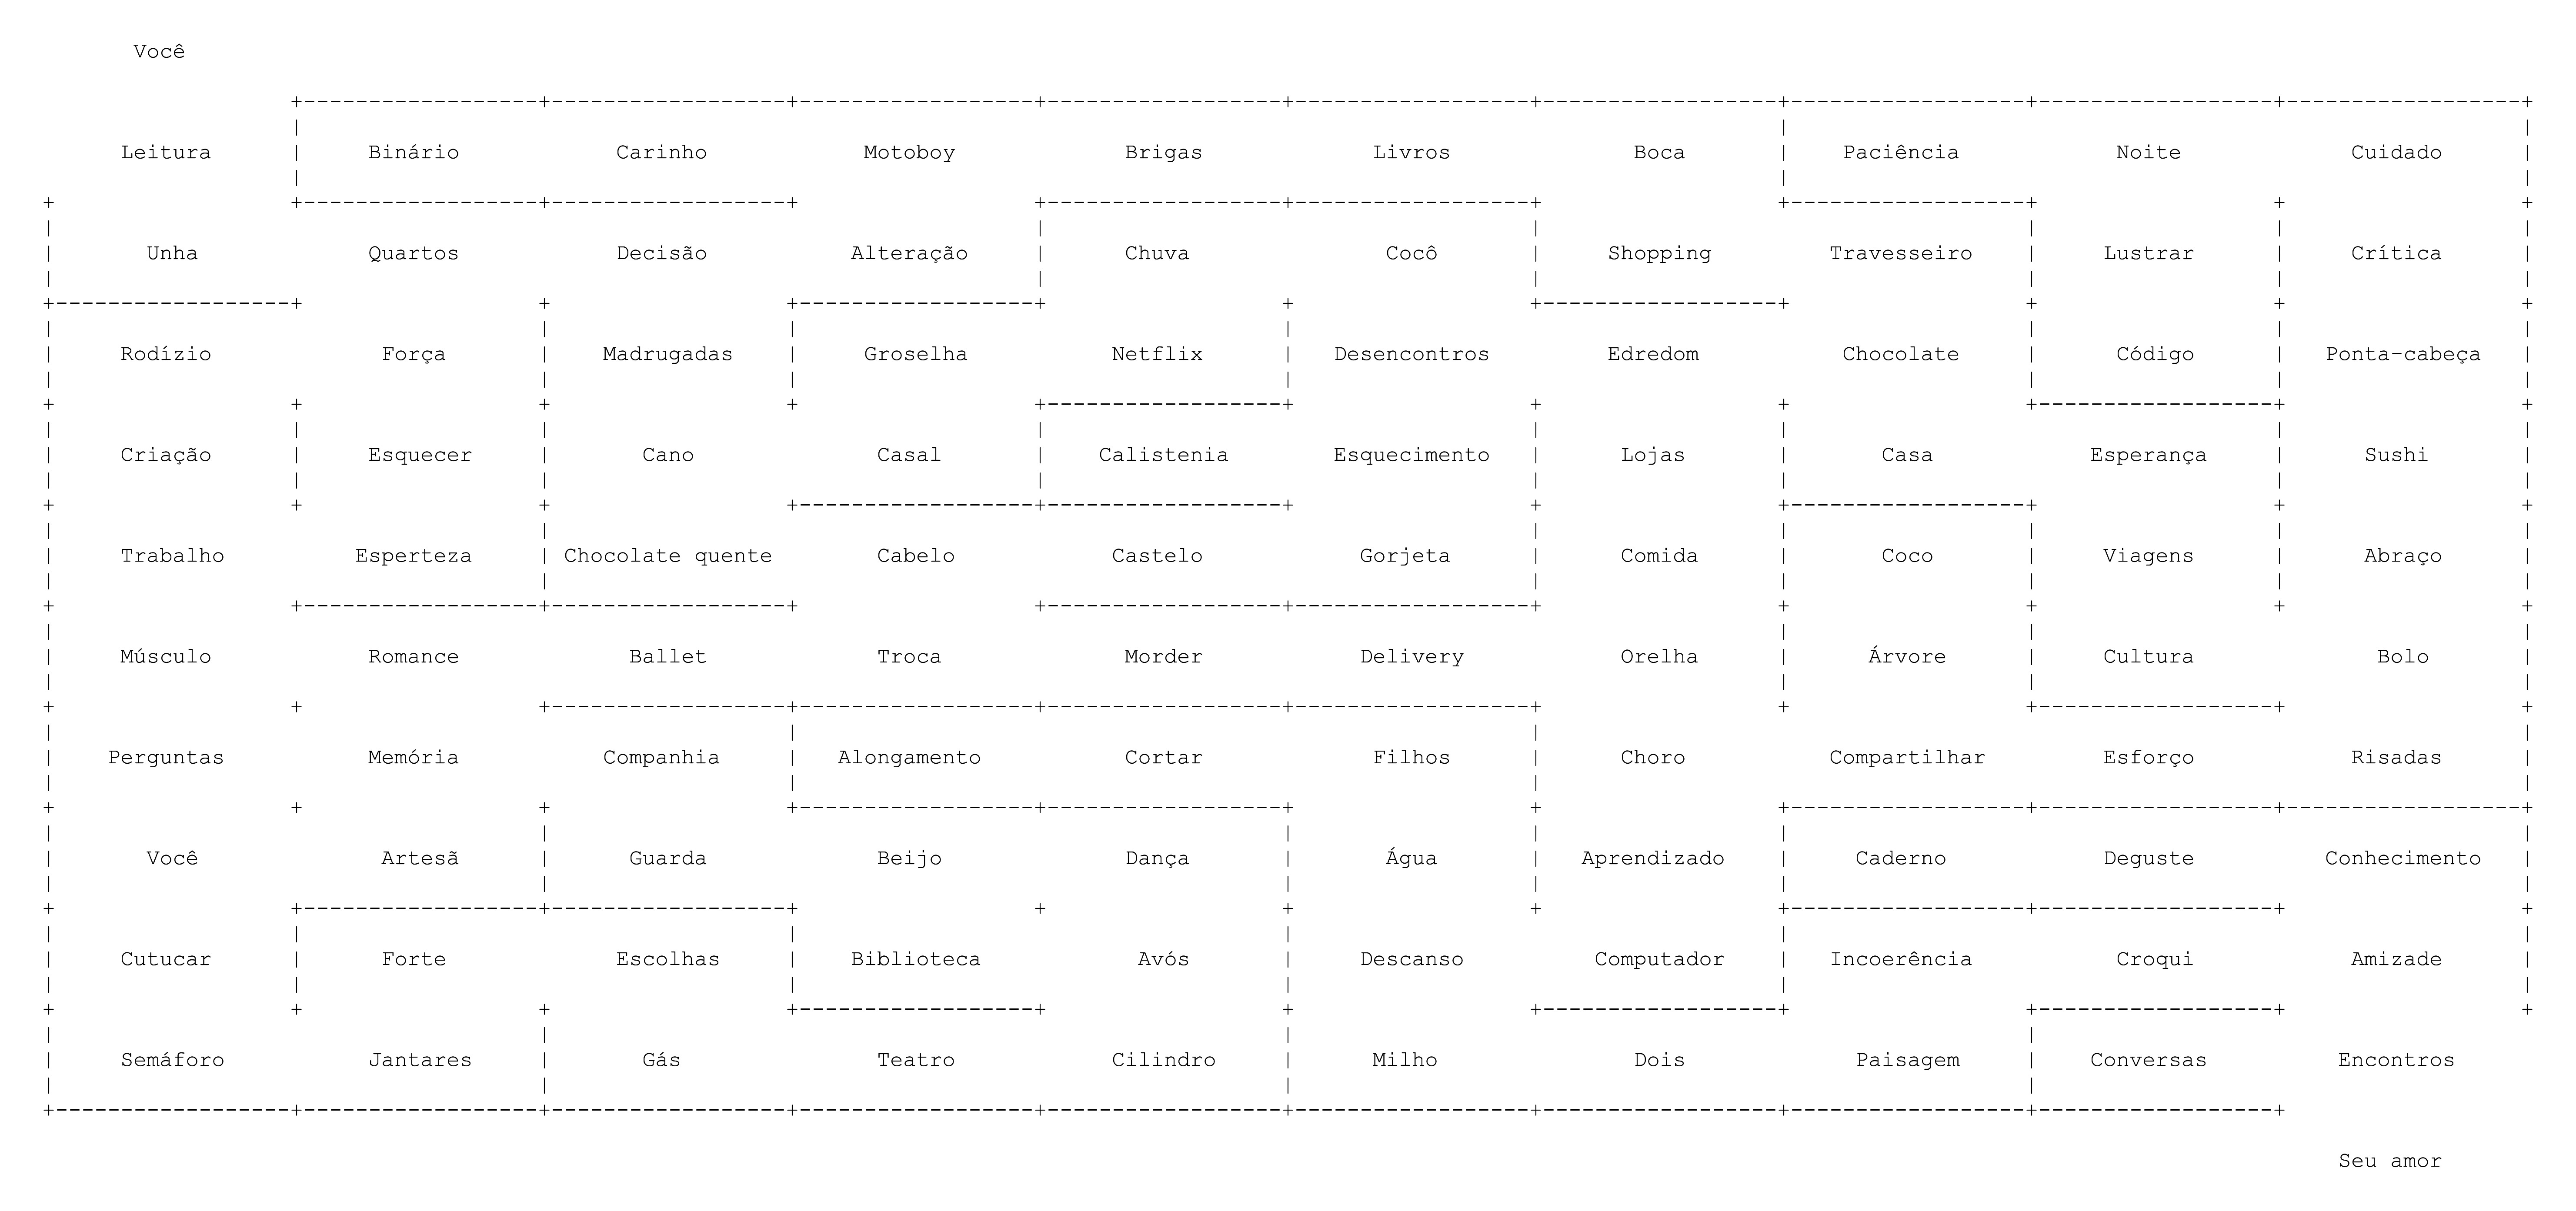 Você
Leitura Binário Carinho Motoboy Brigas Livros Boca Paciência Noite Cuidado
Unha Quartos Decisão Alteração Chuva Cocô Shopping Travesseiro Lustrar Crítica
Rodízio Força Madrugadas Groselha Netflix Desencontros Edredom Chocolate Código Ponta-cabeça
Criação Esquecer Cano Casal Calistenia Esquecimento Lojas Casa Esperança Sushi
Trabalho Esperteza Chocolate quente Cabelo Castelo Gorjeta Comida Coco Viagens Abraço
Músculo Romance Ballet Troca Morder Delivery Orelha Árvore Cultura Bolo
Perguntas Memória Companhia Alongamento Cortar Filhos Choro Compartilhar Esforço Risadas
Você Artesã Guarda Beijo Dança Água Aprendizado Caderno Deguste Conhecimento
Cutucar Forte Escolhas Biblioteca Avós Descanso Computador Incoerência Croqui Amizade
Semáforo Jantares Gás Teatro Cilindro Milho Dois Paisagem Conversas Encontros
Seu amor